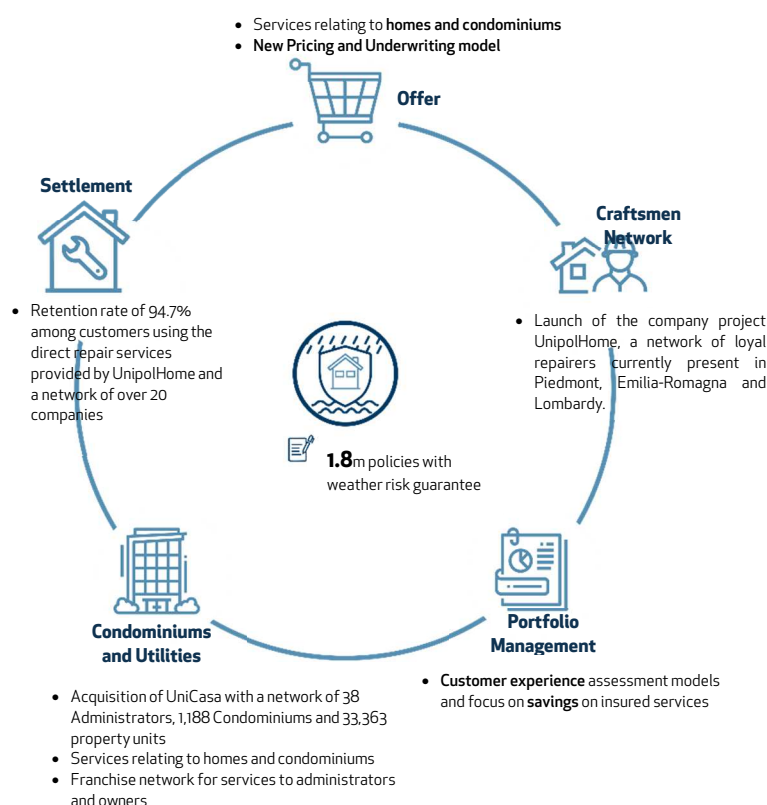 • Services relating to homes and condominiums
• New Pricing and Underwriting model
Offer
Settlement
• Retention rate of 94.7%
among customers using the
direct repair services
provided by UnipolHome and
a network of over 20
companies
Craftsmen
Network
• Launch of the company project
UnipolHome, a network of loyal
repairers currently present in
Piedmont, Emilia-Romagna and
Lombardy.
1.8m policies with
weather risk guarantee
Condominiums
and Utilities
• Acquisition of UniCasa with a network of 38
Administrators, 1,188 Condominiums and 33,363
property units
• Services relating to homes and condominiums
• Franchise network for services to administrators
and owners
Portfolio
Management
• Customer experience assessment models
and focus on savings on insured services